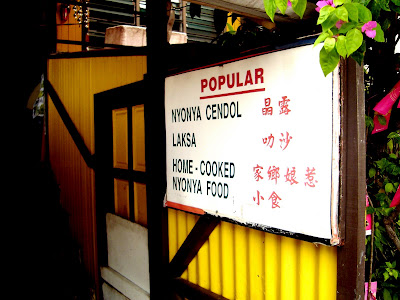 POPULAR
NYONYA CENDOL 晶露
LAKSA 叻沙
HOME-COOKED 家鄉娘惹
NYONYA FOOD 小食